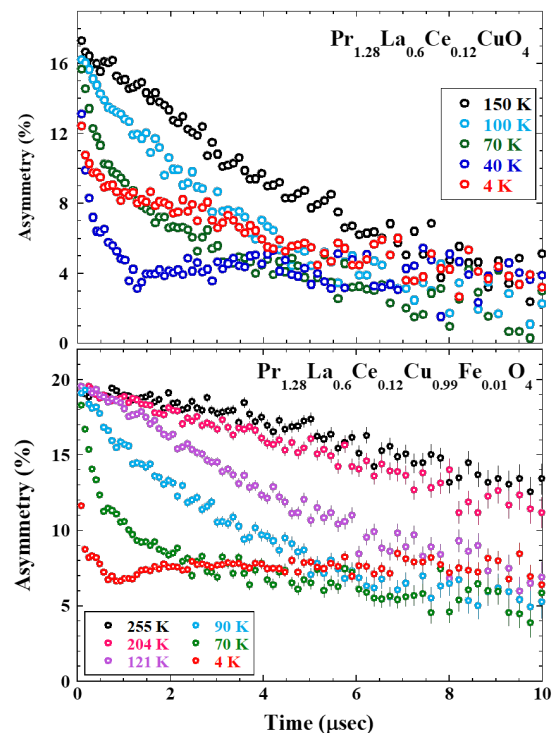 Pr1.28La0.6Ce0.12CuO4
16
12
8
4
0
Asymmetry (%)
150 K
100 K
70 K
40 K
4 K
Pr1.28La0.6Ce0.12Cu0.99Fe0.01O4
20
15
10
5
0
Asymmetry (%)
255 K
204 K
121 K
90 K
70 K
4 K
0 2 4 6 8 10
Time (μsec)